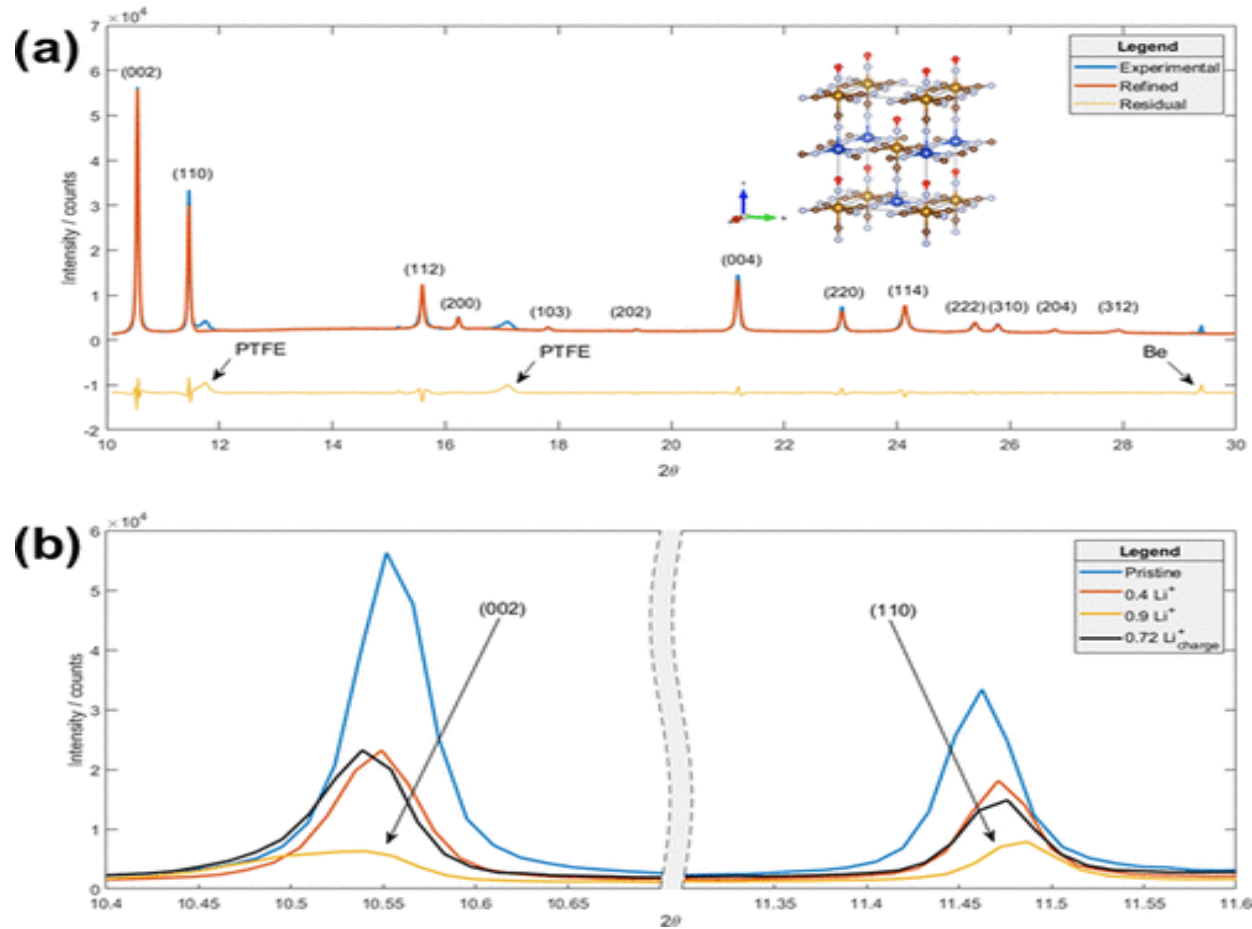 (a)
× 10⁴
7
6
5
4
3
2
1
0
-1
-2
Intensity / counts
(002)
(110)
(112)
(200)
(103)
(202)
(004)
(220)
(114)
(222)
(310)
(204)
(312)
PTFE
PTFE
Be
Legend
Experimental
Refined
Residual
10 12 14 16 18 20 22 24 26 28 30
2θ
(b)
× 10⁴
6
5
4
3
2
1
0
Intensity / counts
(002)
(110)
Legend
Pristine
0.4 Li⁺
0.9 Li⁺
0.72 Li⁺charge
10.4 10.45 10.5 10.55 10.6 10.65 11.35 11.4 11.45 11.5 11.55 11.6
2θ